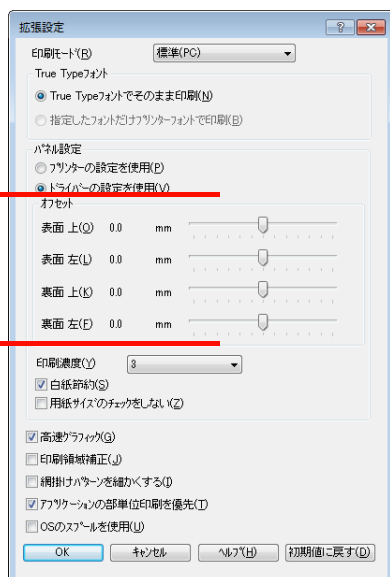 拡張設定
印刷モード(R) 標準(PC)
True Typeフォント
True Typeフォントでそのまま印刷(N)
指定したフォントだけプリンターフォントで印刷(B)
パネル設定
プリンターの設定を使用(P)
ドライバーの設定を使用(V)
オフセット
表面 上(O) 0.0 mm
表面 左(L) 0.0 mm
裏面 上(K) 0.0 mm
裏面 左(F) 0.0 mm
印刷濃度(Y) 3
白紙節約(S)
用紙サイズのチェックをしない(Z)
高速グラフィック(G)
印刷領域補正(J)
網掛けパターンを細かくする(I)
アプリケーションの部単位印刷を優先(T)
OSのスプールを使用(U)
OK キャンセル ヘルプ(H) 初期値に戻す(D)